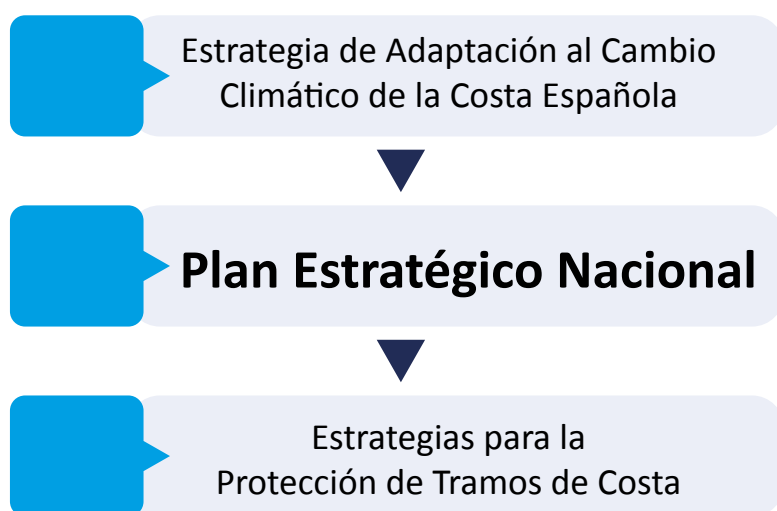 Estrategia de Adaptación al Cambio
Climático de la Costa Española
Plan Estratégico Nacional
Estrategias para la
Protección de Tramos de Costa